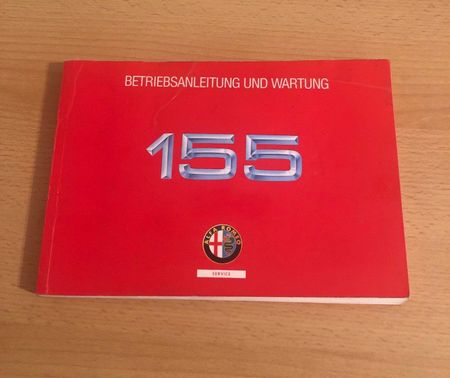 BETRIEBSANLEITUNG UND WARTUNG
155
ALFA ROMEO
SERVICE